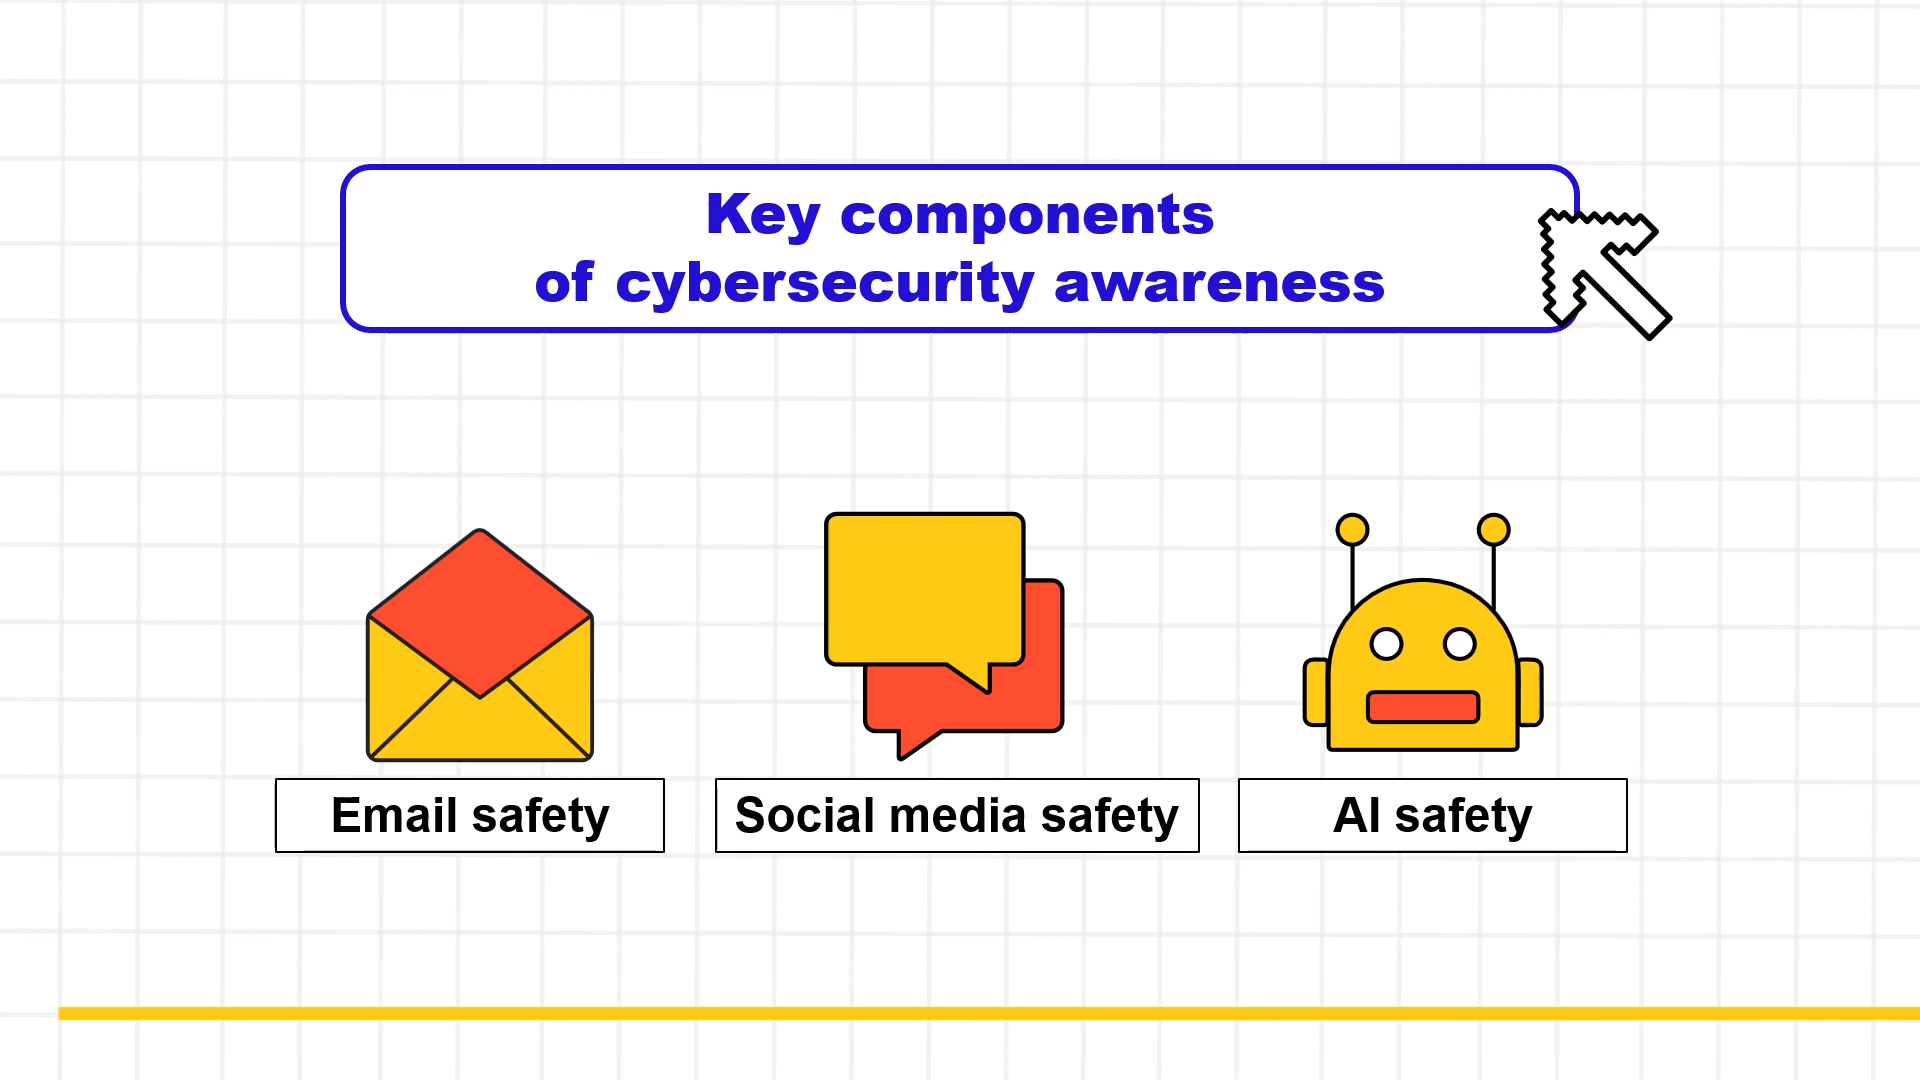 Key components
of cybersecurity awareness
Email safety
Social media safety
AI safety